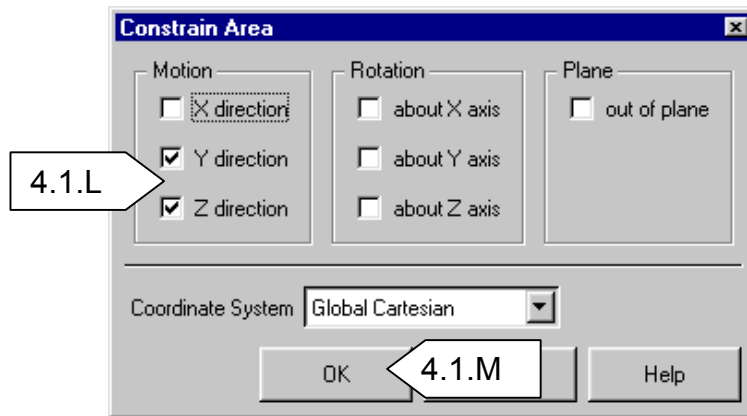 Constrain Area
Motion Rotation Plane
X direction about X axis out of plane
Y direction about Y axis
4.1.L
Z direction about Z axis
Coordinate System Global Cartesian
OK 4.1.M Help